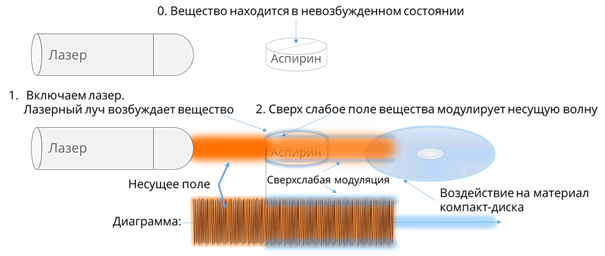 0. Вещество находится в невозбужденном состоянии
Лазер
Аспирин
1. Включаем лазер.
Лазерный луч возбуждает вещество
2. Сверх слабое поле вещества модулирует несущую волну
Лазер
Аспирин
Несущее поле
Сверхслабая модуляция
Воздействие на материал
компакт-диска
Диаграмма: